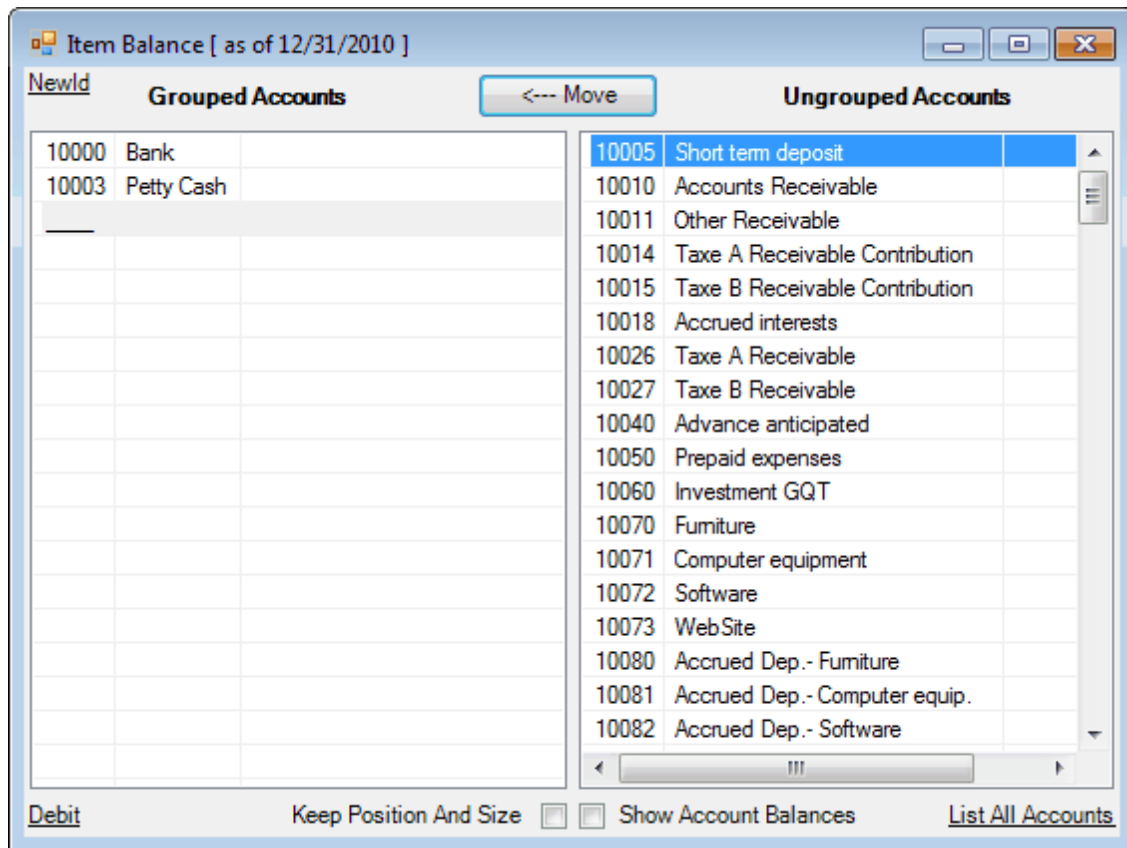 Item Balance [ as of 12/31/2010 ]
NewId Grouped Accounts <--- Move Ungrouped Accounts
10000 Bank
10003 Petty Cash
____
10005 Short term deposit
10010 Accounts Receivable
10011 Other Receivable
10014 Taxe A Receivable Contribution
10015 Taxe B Receivable Contribution
10018 Accrued interests
10026 Taxe A Receivable
10027 Taxe B Receivable
10040 Advance anticipated
10050 Prepaid expenses
10060 Investment GQT
10070 Furniture
10071 Computer equipment
10072 Software
10073 WebSite
10080 Accrued Dep.- Furniture
10081 Accrued Dep.- Computer equip.
10082 Accrued Dep.- Software
Debit Keep Position And Size Show Account Balances List All Accounts